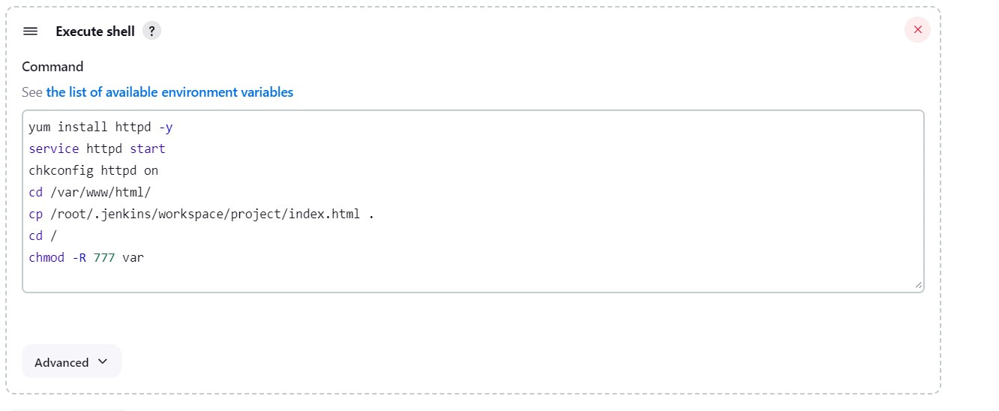 Execute shell ?
Command
See the list of available environment variables
yum install httpd -y
service httpd start
chkconfig httpd on
cd /var/www/html/
cp /root/.jenkins/workspace/project/index.html .
cd /
chmod -R 777 var
Advanced